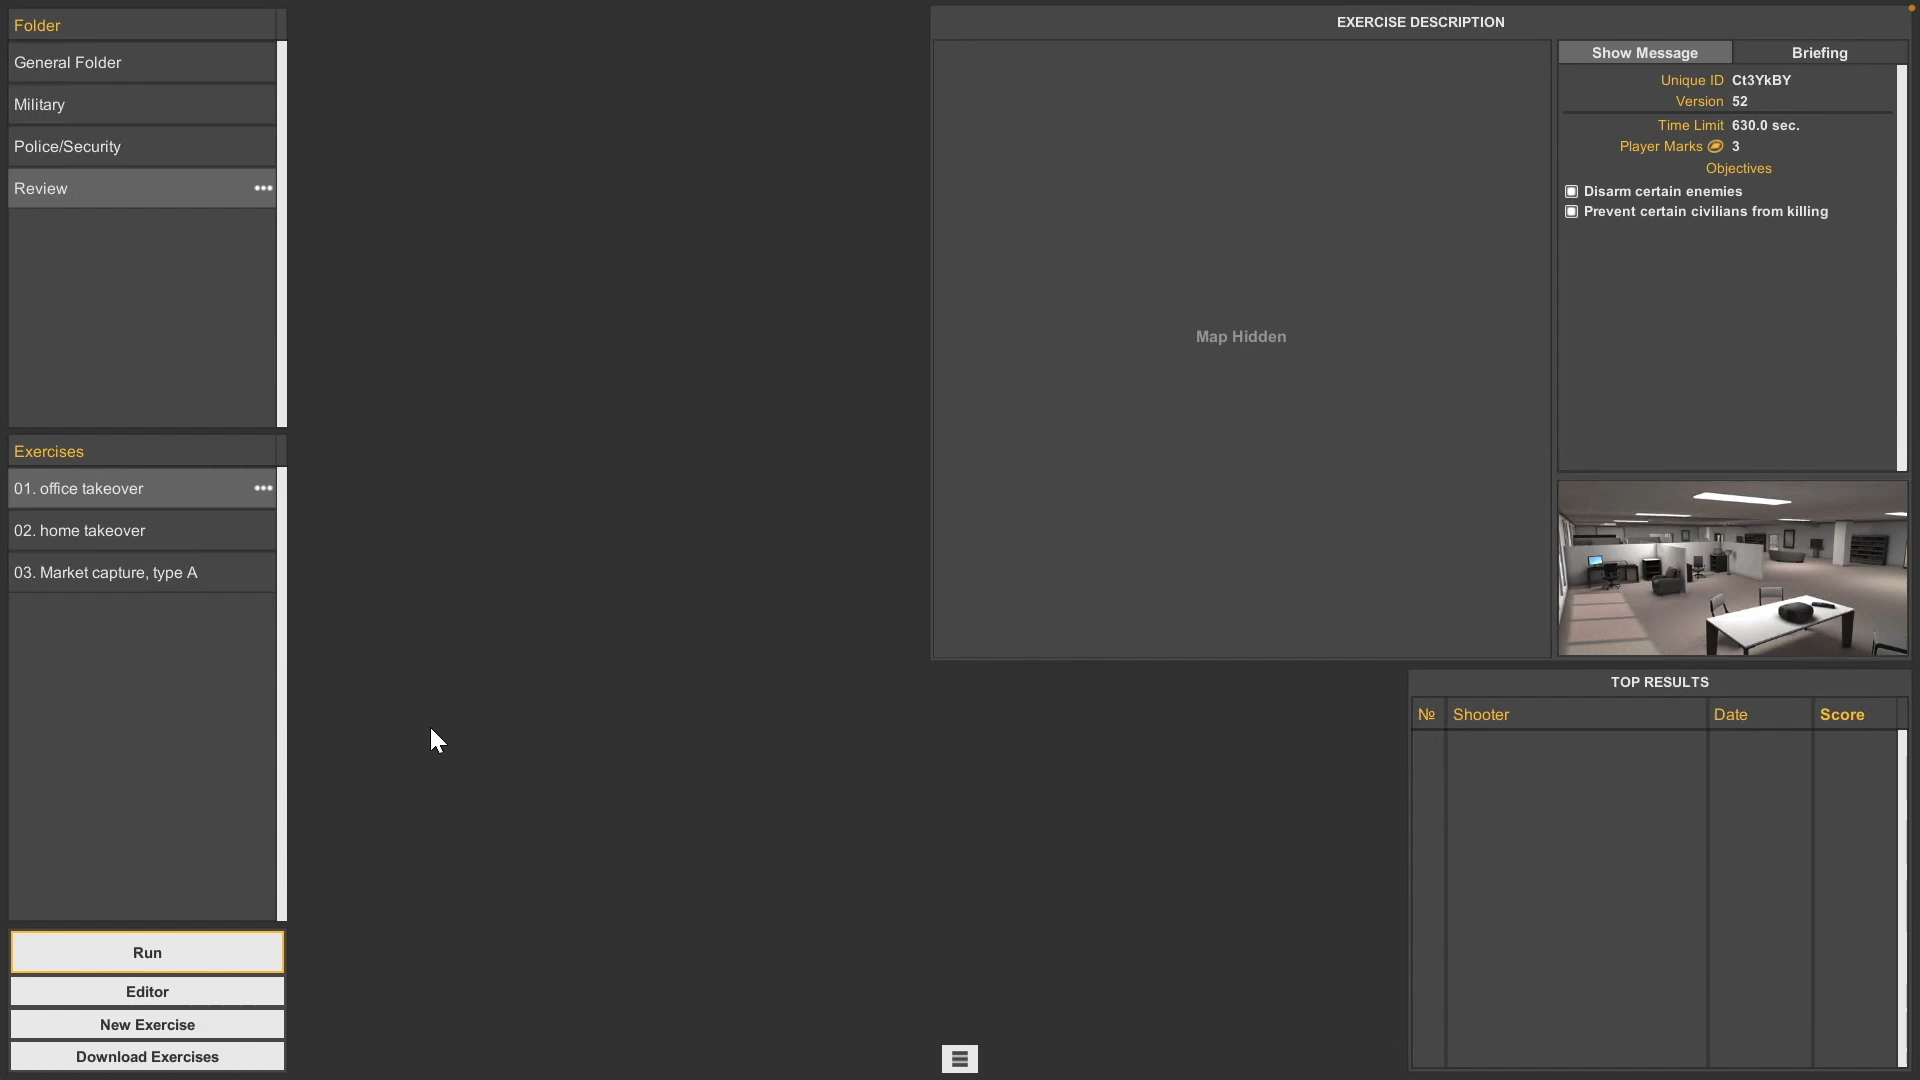 Folder
General Folder
Military
Police/Security
Review
Exercises
01. office takeover
02. home takeover
03. Market capture, type A
Run
Editor
New Exercise
Download Exercises
EXERCISE DESCRIPTION
Map Hidden
Show Message
Briefing
Unique ID Ct3YkBY
Version 52
Time Limit 630.0 sec.
Player Marks 3
Objectives
Disarm certain enemies
Prevent certain civilians from killing
TOP RESULTS
№ Shooter Date Score